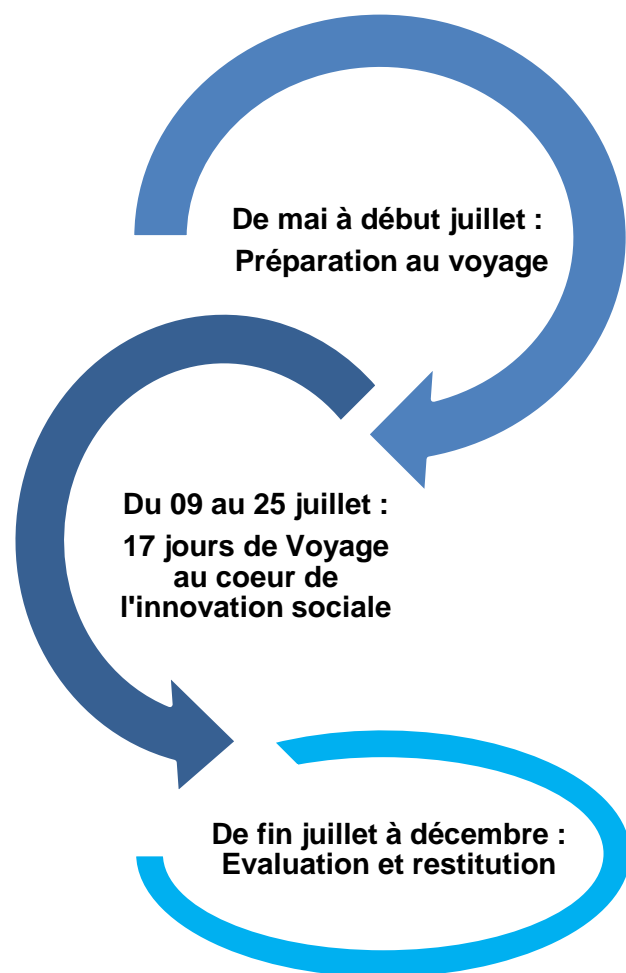 De mai à début juillet :
Préparation au voyage
Du 09 au 25 juillet :
17 jours de Voyage
au coeur de
l'innovation sociale
De fin juillet à décembre :
Evaluation et restitution